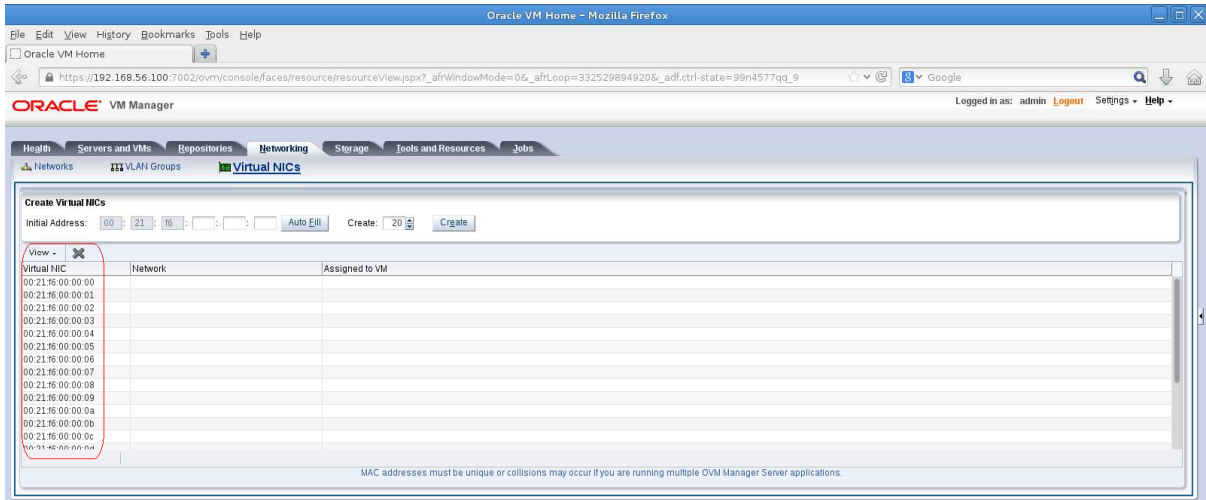 Oracle VM Home - Mozilla Firefox
File Edit View History Bookmarks Tools Help
Oracle VM Home
https://192.168.56.100:7002/ovm/console/faces/resource/resourceView.jspx?_afrWindowMode=0&_afrLoop=332529894920&_adf.ctrl-state=99n4577qq_9 Google
ORACLE VM Manager Logged in as: admin Logout Settings Help
Health Servers and VMs Repositories Networking Storage Tools and Resources Jobs
Networks VLAN Groups Virtual NICs
Create Virtual NICs
Initial Address: 00 : 21 : f6 : : : Auto Fill Create: 20 Create
View
Virtual NIC Network Assigned to VM
00:21:f6:00:00:00
00:21:f6:00:00:01
00:21:f6:00:00:02
00:21:f6:00:00:03
00:21:f6:00:00:04
00:21:f6:00:00:05
00:21:f6:00:00:06
00:21:f6:00:00:07
00:21:f6:00:00:08
00:21:f6:00:00:09
00:21:f6:00:00:0a
00:21:f6:00:00:0b
00:21:f6:00:00:0c
00:21:f6:00:00:0d
MAC addresses must be unique or collisions may occur if you are running multiple OVM Manager Server applications.